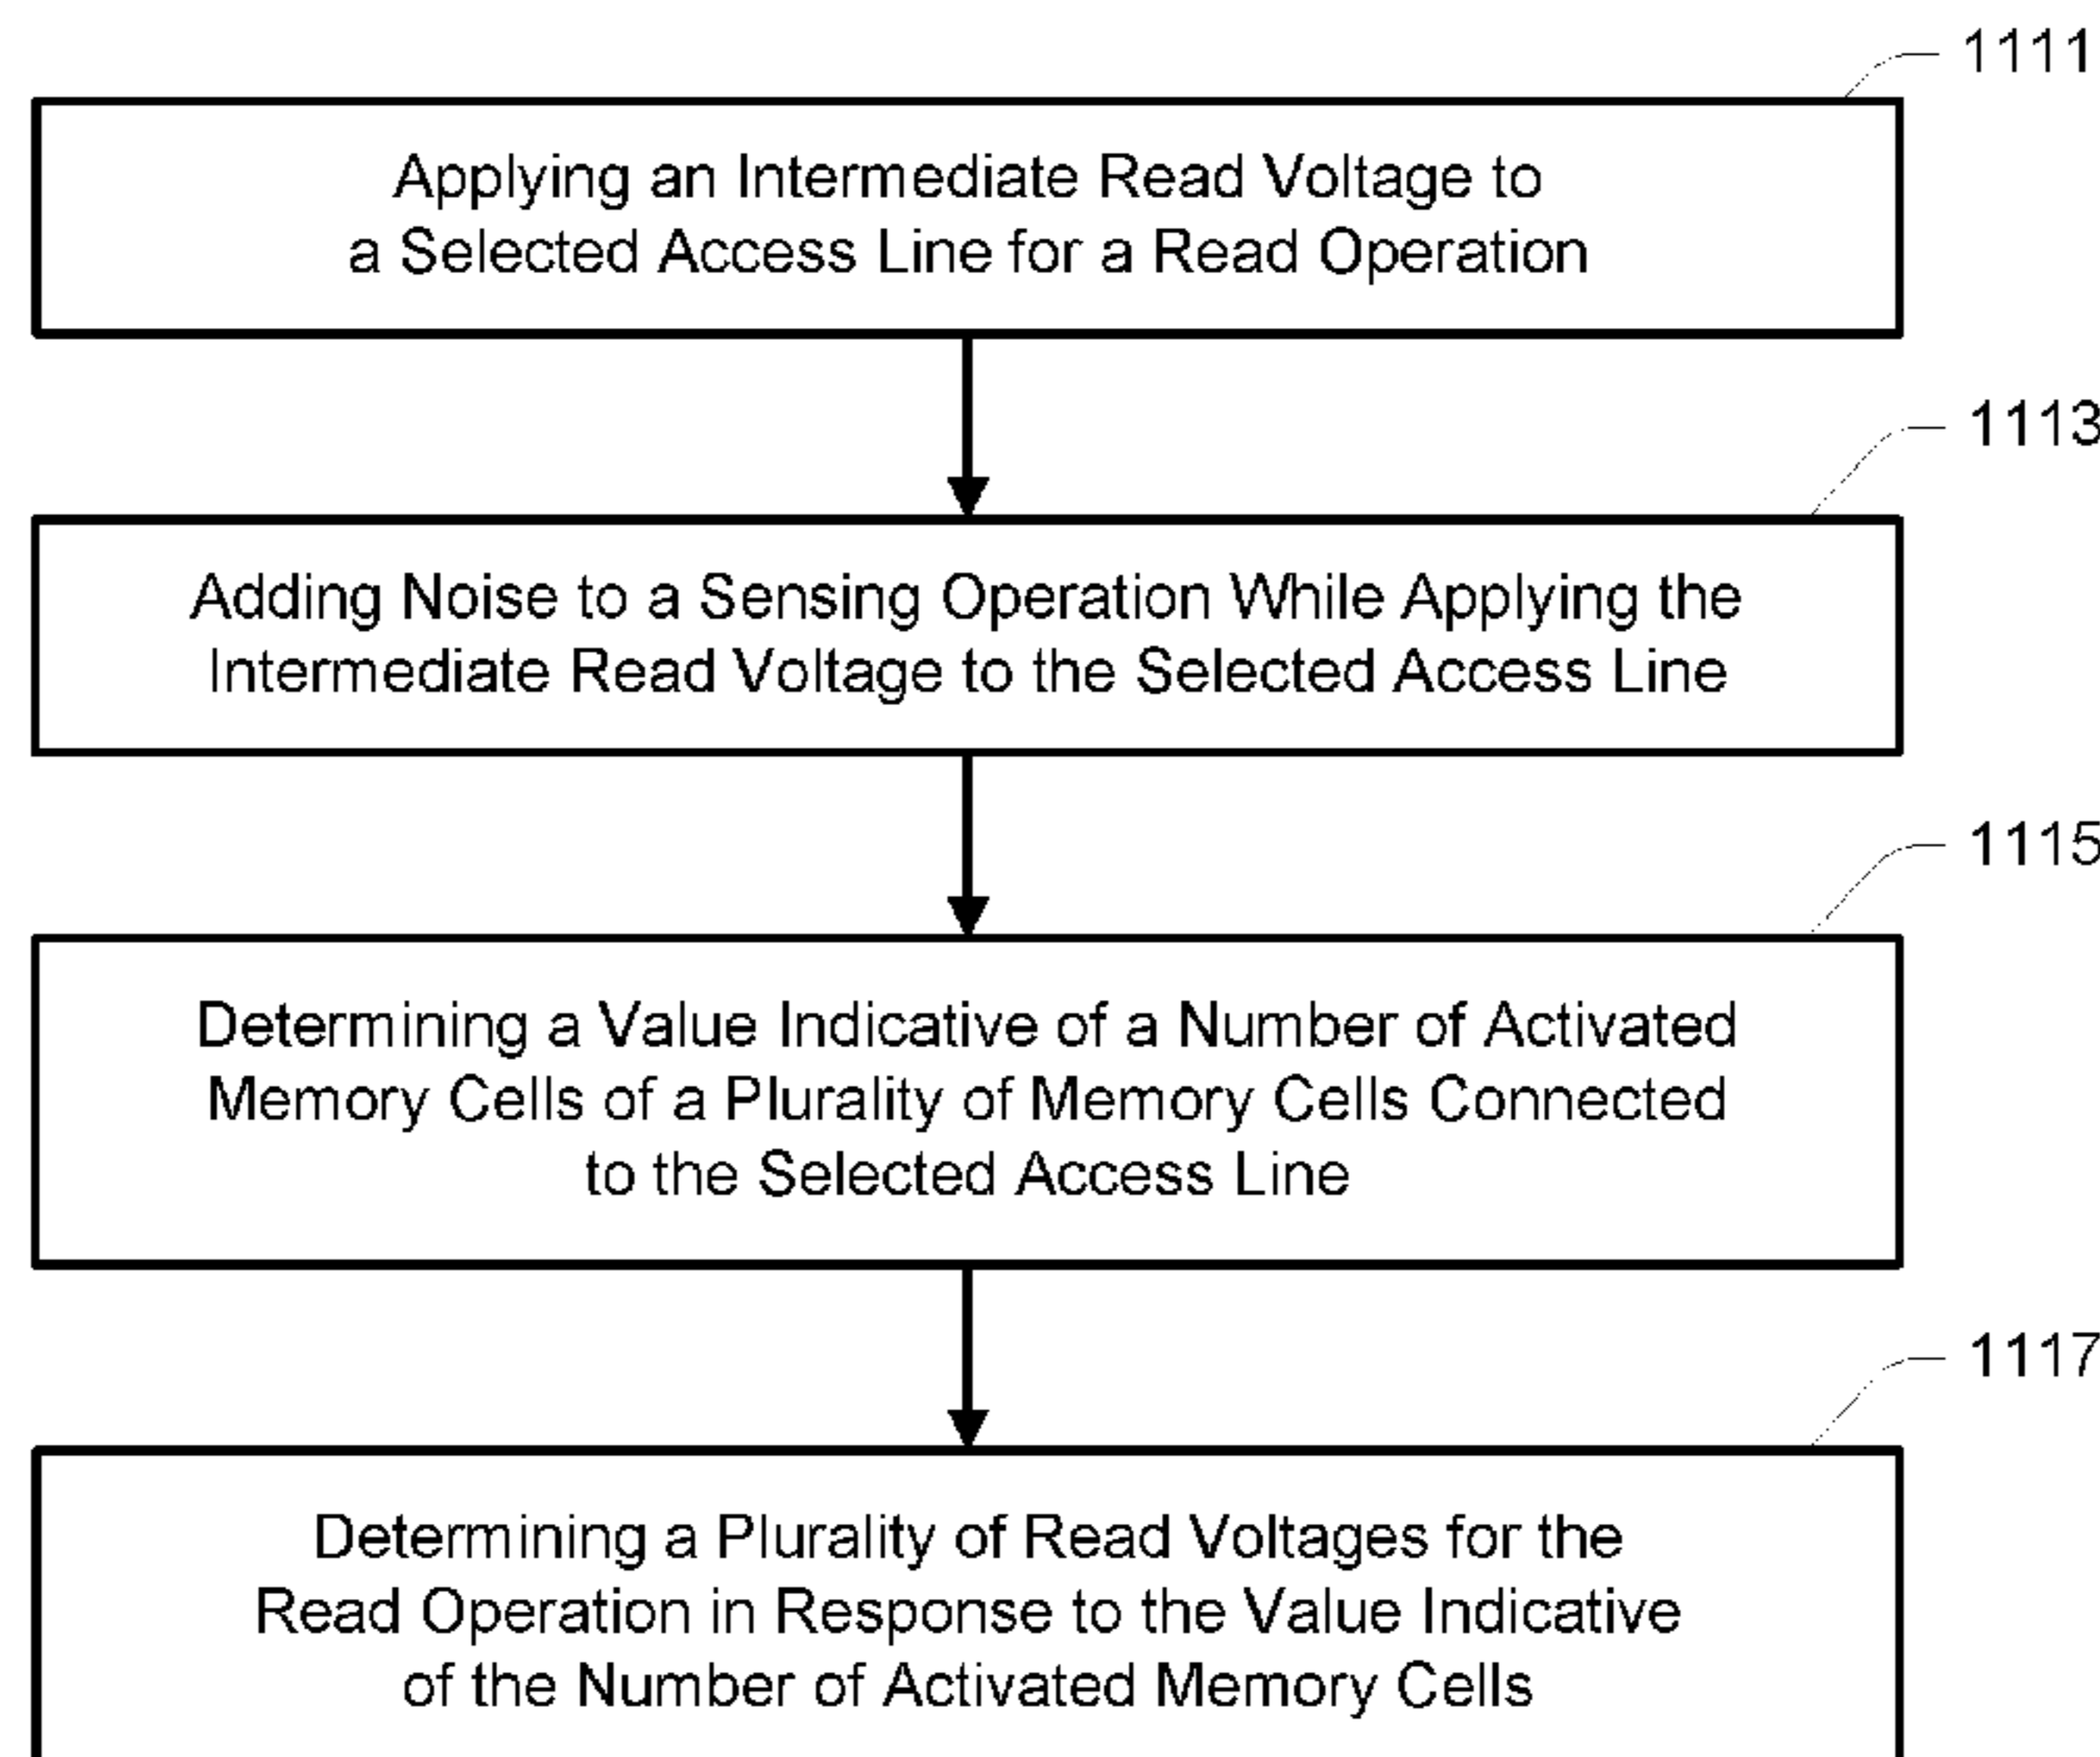 1111
Applying an Intermediate Read Voltage to
a Selected Access Line for a Read Operation
1113
Adding Noise to a Sensing Operation While Applying the
Intermediate Read Voltage to the Selected Access Line
1115
Determining a Value Indicative of a Number of Activated
Memory Cells of a Plurality of Memory Cells Connected
to the Selected Access Line
1117
Determining a Plurality of Read Voltages for the
Read Operation in Response to the Value Indicative
of the Number of Activated Memory Cells